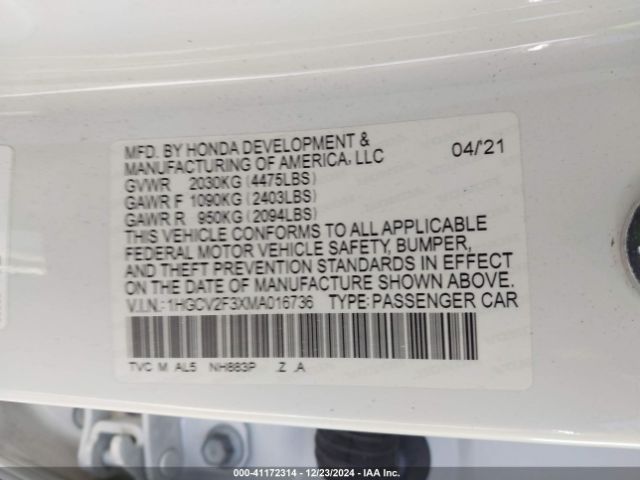 MFD. BY HONDA DEVELOPMENT &
MANUFACTURING OF AMERICA, LLC 04/'21
GVWR 2030KG (4475LBS)
GAWR F 1090KG (2403LBS)
GAWR R 950KG (2094LBS)
THIS VEHICLE CONFORMS TO ALL APPLICABLE
FEDERAL MOTOR VEHICLE SAFETY, BUMPER,
AND THEFT PREVENTION STANDARDS IN EFFECT
ON THE DATE OF MANUFACTURE SHOWN ABOVE.
V.I.N.: 1HGCV2F3XMA016736 TYPE: PASSENGER CAR
TVC M AL5 NH883P .Z .A
000-41172314 | 12/23/2024 | IAA Inc.